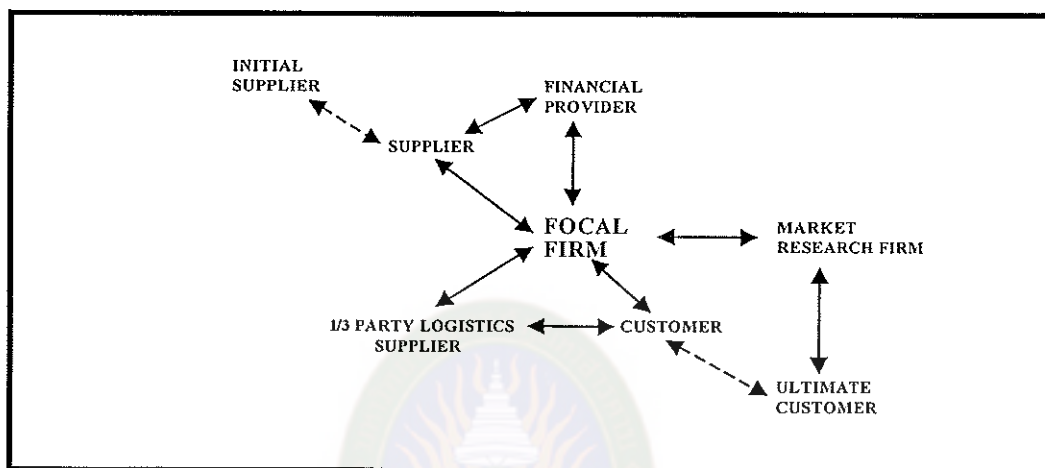 INITIAL
SUPPLIER
FINANCIAL
PROVIDER
SUPPLIER
FOCAL
FIRM
MARKET
RESEARCH FIRM
1/3 PARTY LOGISTICS
SUPPLIER
CUSTOMER
ULTIMATE
CUSTOMER